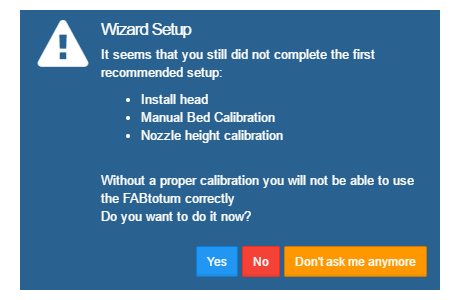 Wizard Setup
It seems that you still did not complete the first
recommended setup:
• Install head
• Manual Bed Calibration
• Nozzle height calibration
Without a proper calibration you will not be able to use
the FABtotum correctly
Do you want to do it now?
Yes No Don't ask me anymore